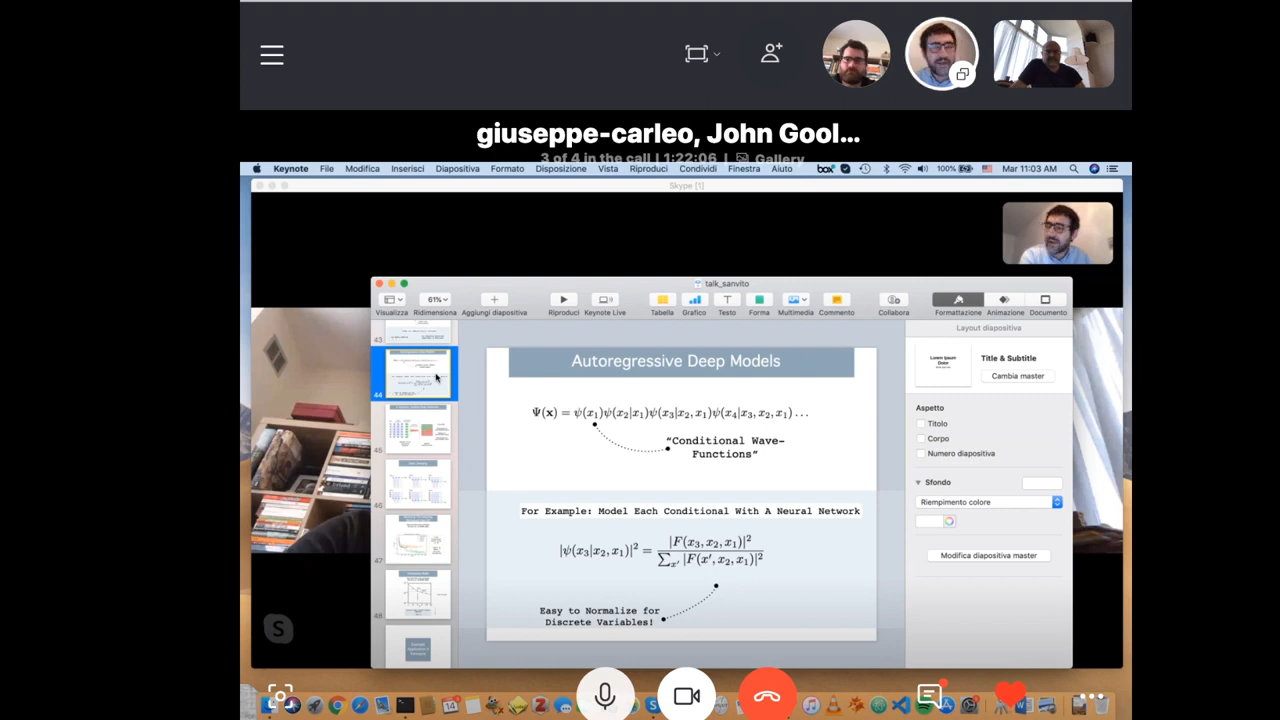 giuseppe-carleo, John Gool...
3 of 4 in the call | 1:22:06 | Gallery
Keynote File Modifica Inserisci Diapositiva Formato Disposizione Vista Riproduci Condividi Finestra Aiuto box 100% Mar 11:03 AM
Skype [1]
talk_sanvito
61%
Visualizza Ridimensiona Aggiungi diapositiva Riproduci Keynote Live Tabella Grafico Testo Forma Multimedia Commento Collabora Formattazione Animazione Documento
43
44
45
46
47
48
Autoregressive Deep Models
Ψ(x) = ψ(x₁)ψ(x₂|x₁)ψ(x₃|x₂, x₁)ψ(x₄|x₃, x₂, x₁) . . .
“Conditional Wave-
Functions”
For Example: Model Each Conditional With A Neural Network
|ψ(x₃|x₂, x₁)|² = |F(x₃, x₂, x₁)|² / ∑x′ |F(x′, x₂, x₁)|²
Easy to Normalize for
Discrete Variables!
Layout diapositiva
Title & Subtitle
Cambia master
Aspetto
Titolo
Corpo
Numero diapositiva
Sfondo
Riempimento colore
Modifica diapositiva master
S
14